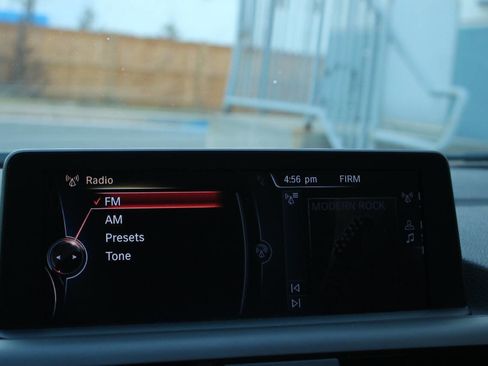 Radio
4:56 pm FIRM
FM
AM
Presets
Tone
MODERN ROCK